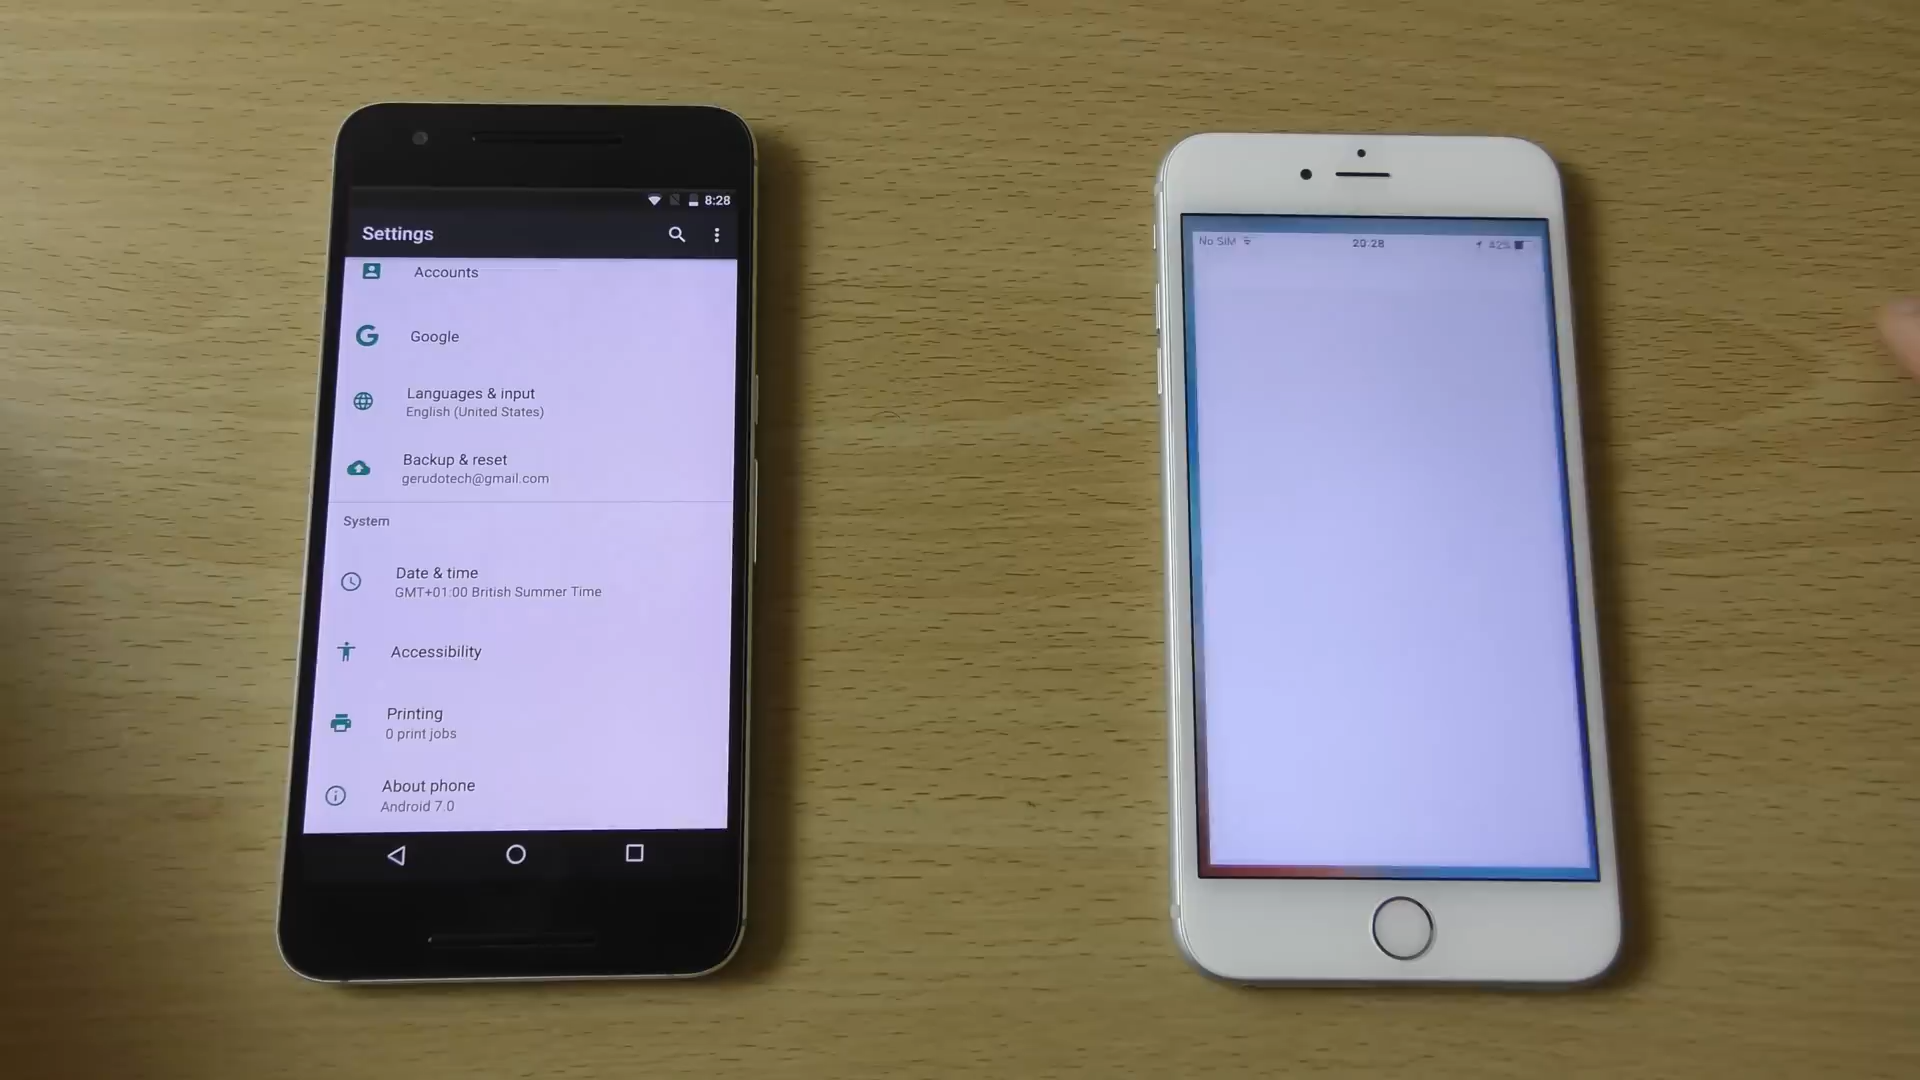 8:28
Settings
Accounts
Google
Languages & input
English (United States)
Backup & reset
gerudotech@gmail.com
System
Date & time
GMT+01:00 British Summer Time
Accessibility
Printing
0 print jobs
About phone
Android 7.0
No SIM 20:28 42%